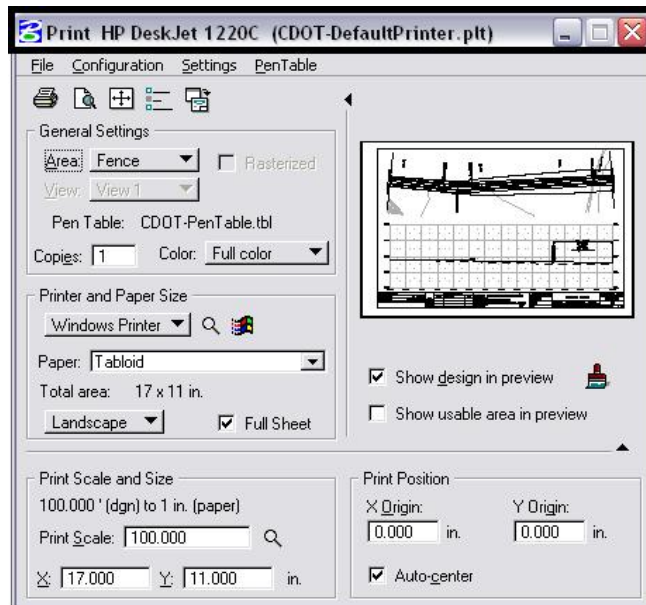 Print HP DeskJet 1220C (CDOT-DefaultPrinter.plt)
File Configuration Settings PenTable
General Settings
Area: Fence Rasterized
View: View 1
Pen Table: CDOT-PenTable.tbl
Copies: 1 Color: Full color
Printer and Paper Size
Windows Printer
Paper: Tabloid
Total area: 17 x 11 in.
Landscape Full Sheet
Show design in preview
Show usable area in preview
Print Scale and Size
100.000 ' (dgn) to 1 in. (paper)
Print Scale: 100.000
X: 17.000 Y: 11.000 in.
Print Position
X Origin: Y Origin:
0.000 in. 0.000 in.
Auto-center